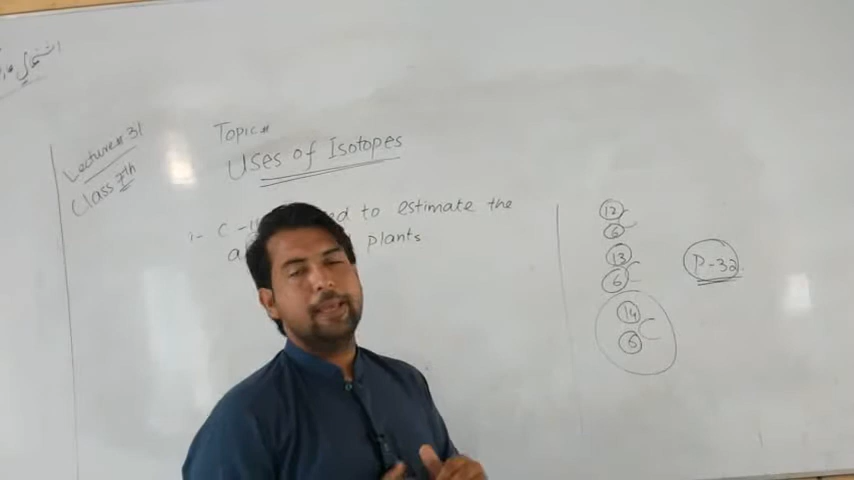 Lecture# 31
Class 7th
Topic#
Uses of Isotopes
i- C-1 d to estimate the
a plants
12
6 C
13
6 C
14
6 C
P-32